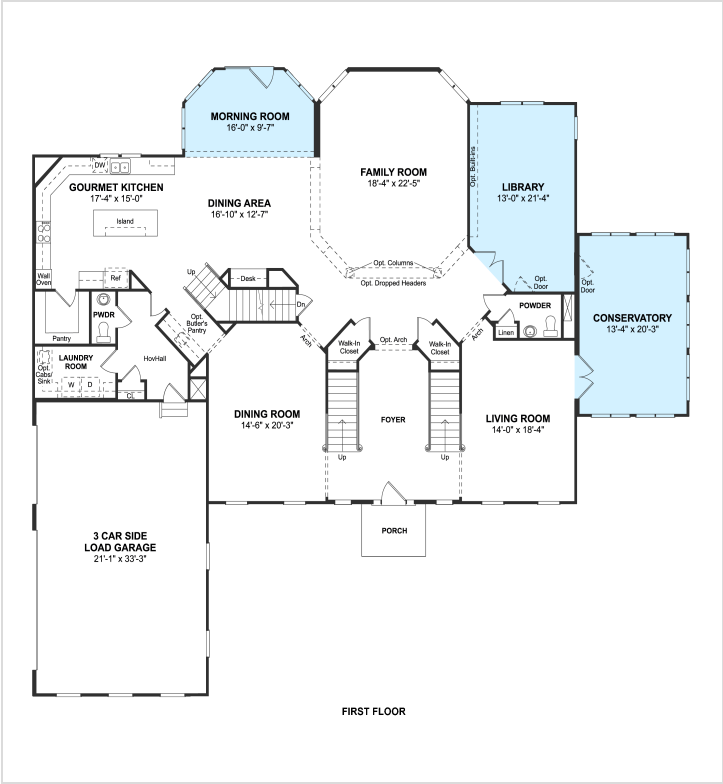 MORNING ROOM
16'-0" x 9'-7"
DW
GOURMET KITCHEN
17'-4" x 15'-0"
Island
Wall
Oven
Ref
Pantry
DINING AREA
16'-10" x 12'-7"
FAMILY ROOM
18'-4" x 22'-5"
Opt. Columns
Opt. Dropped Headers
Opt. Built-ins
LIBRARY
13'-0" x 21'-4"
Opt.
Door
Opt.
Door
CONSERVATORY
13'-4" x 20'-3"
Up
Desk
Dn
Opt.
Butler's
Pantry
PWDR
POWDER
Linen
Arch
Walk-In
Closet
Opt. Arch
Walk-In
Closet
Arch
LAUNDRY
ROOM
Opt.
Cabs/
Sink
W D
HovHall
CL
DINING ROOM
14'-6" x 20'-3"
FOYER
LIVING ROOM
14'-0" x 18'-4"
Up
Up
PORCH
3 CAR SIDE
LOAD GARAGE
21'-1" x 33'-3"
FIRST FLOOR